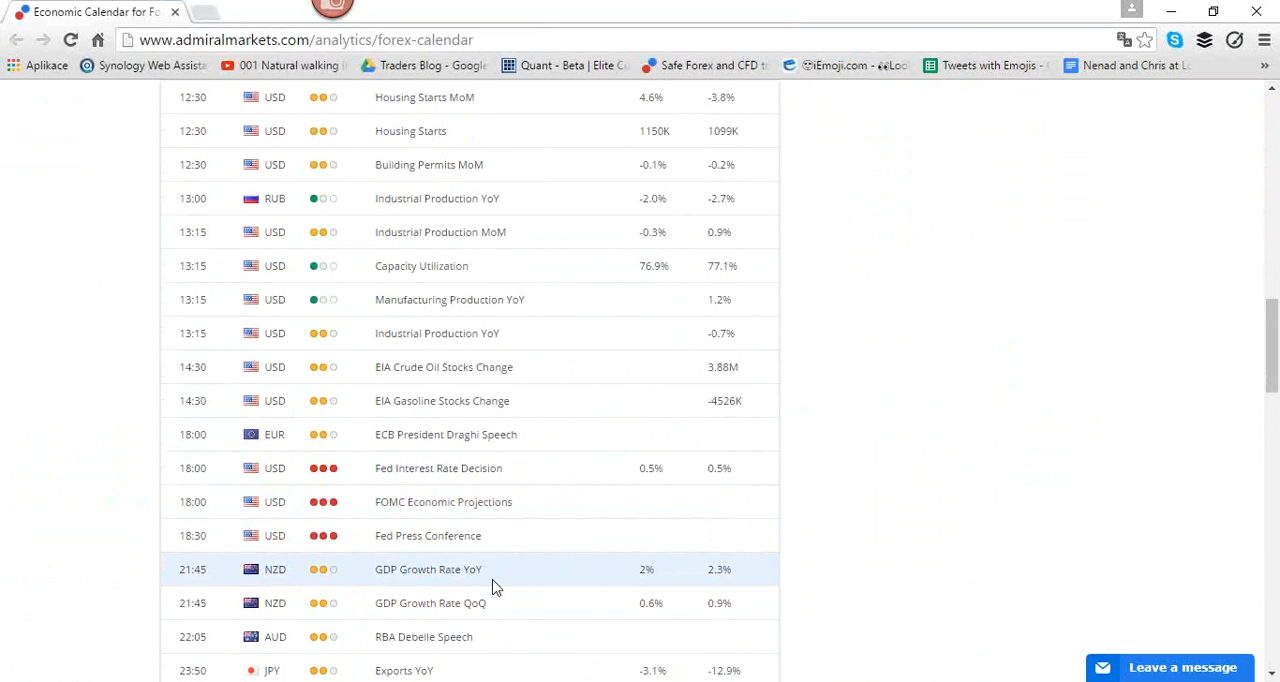 Economic Calendar for Fo
www.admiralmarkets.com/analytics/forex-calendar
Aplikace Synology Web Assista 001 Natural walking Traders Blog - Google Quant - Beta | Elite C Safe Forex and CFD t iEmoji.com - Loo Tweets with Emojis - Nenad and Chris at L »
12:30 USD Housing Starts MoM 4.6% -3.8%
12:30 USD Housing Starts 1150K 1099K
12:30 USD Building Permits MoM -0.1% -0.2%
13:00 RUB Industrial Production YoY -2.0% -2.7%
13:15 USD Industrial Production MoM -0.3% 0.9%
13:15 USD Capacity Utilization 76.9% 77.1%
13:15 USD Manufacturing Production YoY 1.2%
13:15 USD Industrial Production YoY -0.7%
14:30 USD EIA Crude Oil Stocks Change 3.88M
14:30 USD EIA Gasoline Stocks Change -4526K
18:00 EUR ECB President Draghi Speech
18:00 USD Fed Interest Rate Decision 0.5% 0.5%
18:00 USD FOMC Economic Projections
18:30 USD Fed Press Conference
21:45 NZD GDP Growth Rate YoY 2% 2.3%
21:45 NZD GDP Growth Rate QoQ 0.6% 0.9%
22:05 AUD RBA Debelle Speech
23:50 JPY Exports YoY -3.1% -12.9%
Leave a message